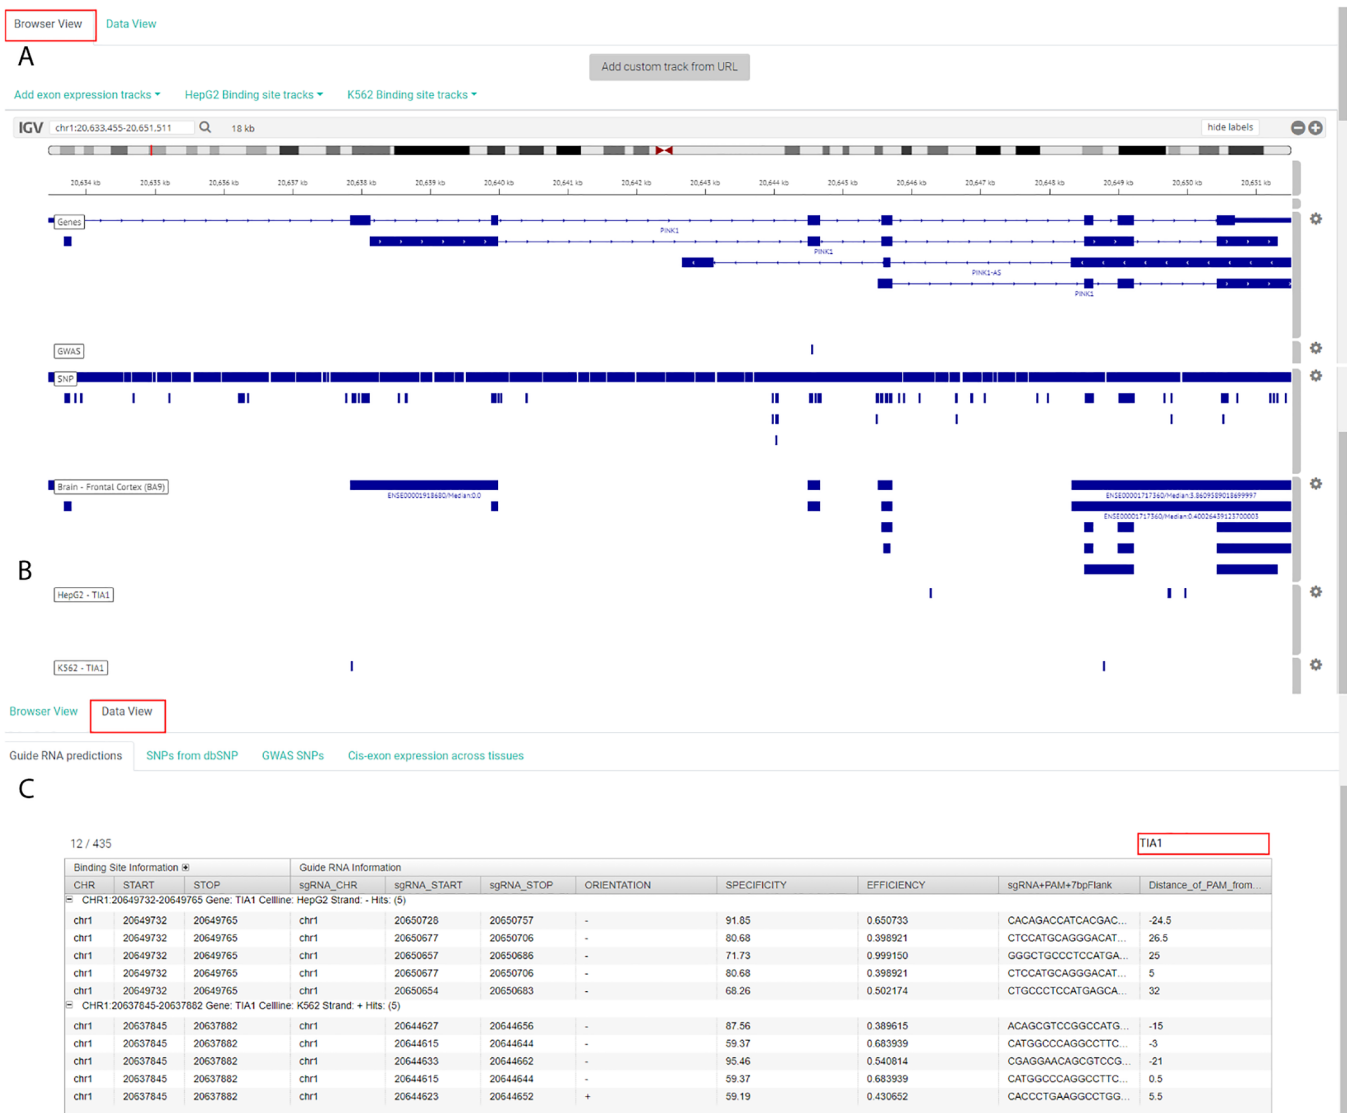 Browser View Data View
A
Add custom track from URL
Add exon expression tracks HepG2 Binding site tracks K562 Binding site tracks
IGV chr1:20,633,455-20,651,511 18 kb hide labels
20,634 kb 20,635 kb 20,636 kb 20,637 kb 20,638 kb 20,639 kb 20,640 kb 20,641 kb 20,642 kb 20,643 kb 20,644 kb 20,645 kb 20,646 kb 20,647 kb 20,648 kb 20,649 kb 20,650 kb 20,651 kb
Genes
PINK1
PINK1
PINK1-AS
PINK1
GWAS
SNP
Brain - Frontal Cortex (BA9)
ENSE00001918680/Median:0.0 ENSE00001717360/Median:3.8609589018699997
ENSE00001717360/Median:0.40026459123700003
B
HepG2 - TIA1
K562 - TIA1
Browser View Data View
Guide RNA predictions SNPs from dbSNP GWAS SNPs Cis-exon expression across tissues
C
12 / 435 TIA1
Binding Site Information Guide RNA Information
CHR START STOP sgRNA_CHR sgRNA_START sgRNA_STOP ORIENTATION SPECIFICITY EFFICIENCY sgRNA+PAM+7bpFlank Distance_of_PAM_from...
CHR1:20649732-20649765 Gene: TIA1 Cellline: HepG2 Strand: - Hits: (5)
chr1 20649732 20649765 chr1 20650728 20650757 - 91.85 0.650733 CACAGACCATCACGAC... -24.5
chr1 20649732 20649765 chr1 20650677 20650706 - 80.68 0.398921 CTCCATGCAGGGACAT... 26.5
chr1 20649732 20649765 chr1 20650657 20650686 - 71.73 0.999150 GGGCTGCCCTCCATGA... 25
chr1 20649732 20649765 chr1 20650677 20650706 - 80.68 0.398921 CTCCATGCAGGGACAT... 5
chr1 20649732 20649765 chr1 20650654 20650683 - 68.26 0.502174 CTGCCCTCCATGAGCA... 32
CHR1:20637845-20637882 Gene: TIA1 Cellline: K562 Strand: + Hits: (5)
chr1 20637845 20637882 chr1 20644627 20644656 - 87.56 0.389615 ACAGCGTCCGGCCATG... -15
chr1 20637845 20637882 chr1 20644615 20644644 - 59.37 0.683939 CATGGCCCAGGCCTTC... -3
chr1 20637845 20637882 chr1 20644633 20644662 - 95.46 0.540814 CGAGGAACAGCGTCCG... -21
chr1 20637845 20637882 chr1 20644615 20644644 - 59.37 0.683939 CATGGCCCAGGCCTTC... 0.5
chr1 20637845 20637882 chr1 20644623 20644652 + 59.19 0.430652 CACCCTGAAGGCCTGG... 5.5